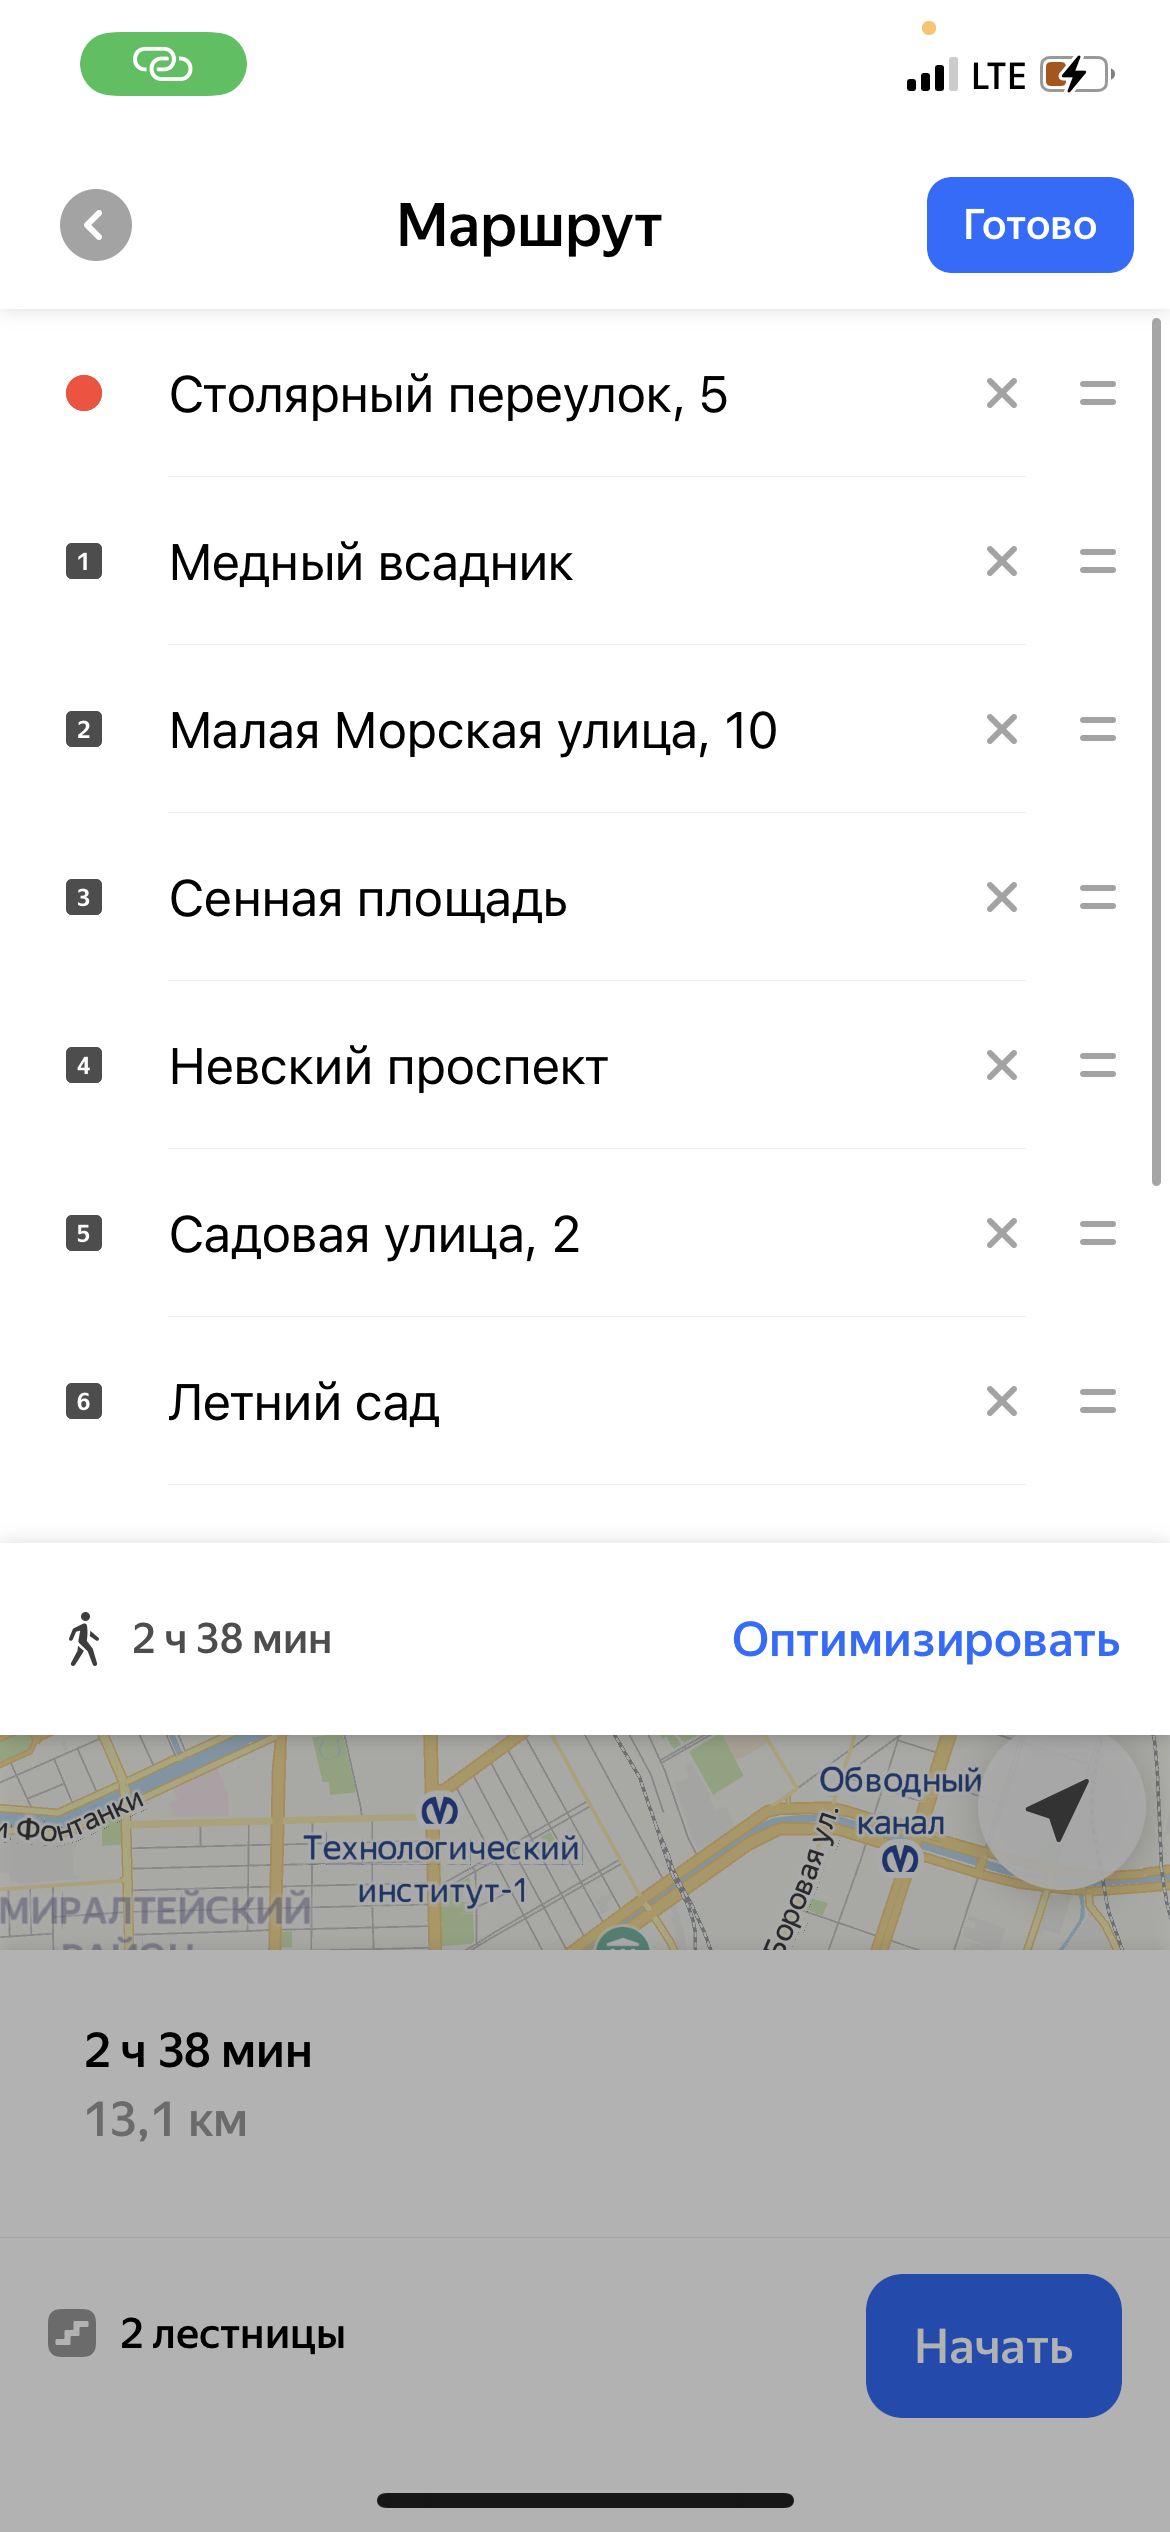 LTE
Маршрут
Готово
Столярный переулок, 5
1 Медный всадник
2 Малая Морская улица, 10
3 Сенная площадь
4 Невский проспект
5 Садовая улица, 2
6 Летний сад
2 ч 38 мин
Оптимизировать
Обводный
канал
и Фонтанки
Технологический
институт-1
Боровая ул.
МИРАЛТЕЙСКИЙ
РАЙОН
2 ч 38 мин
13,1 км
2 лестницы
Начать